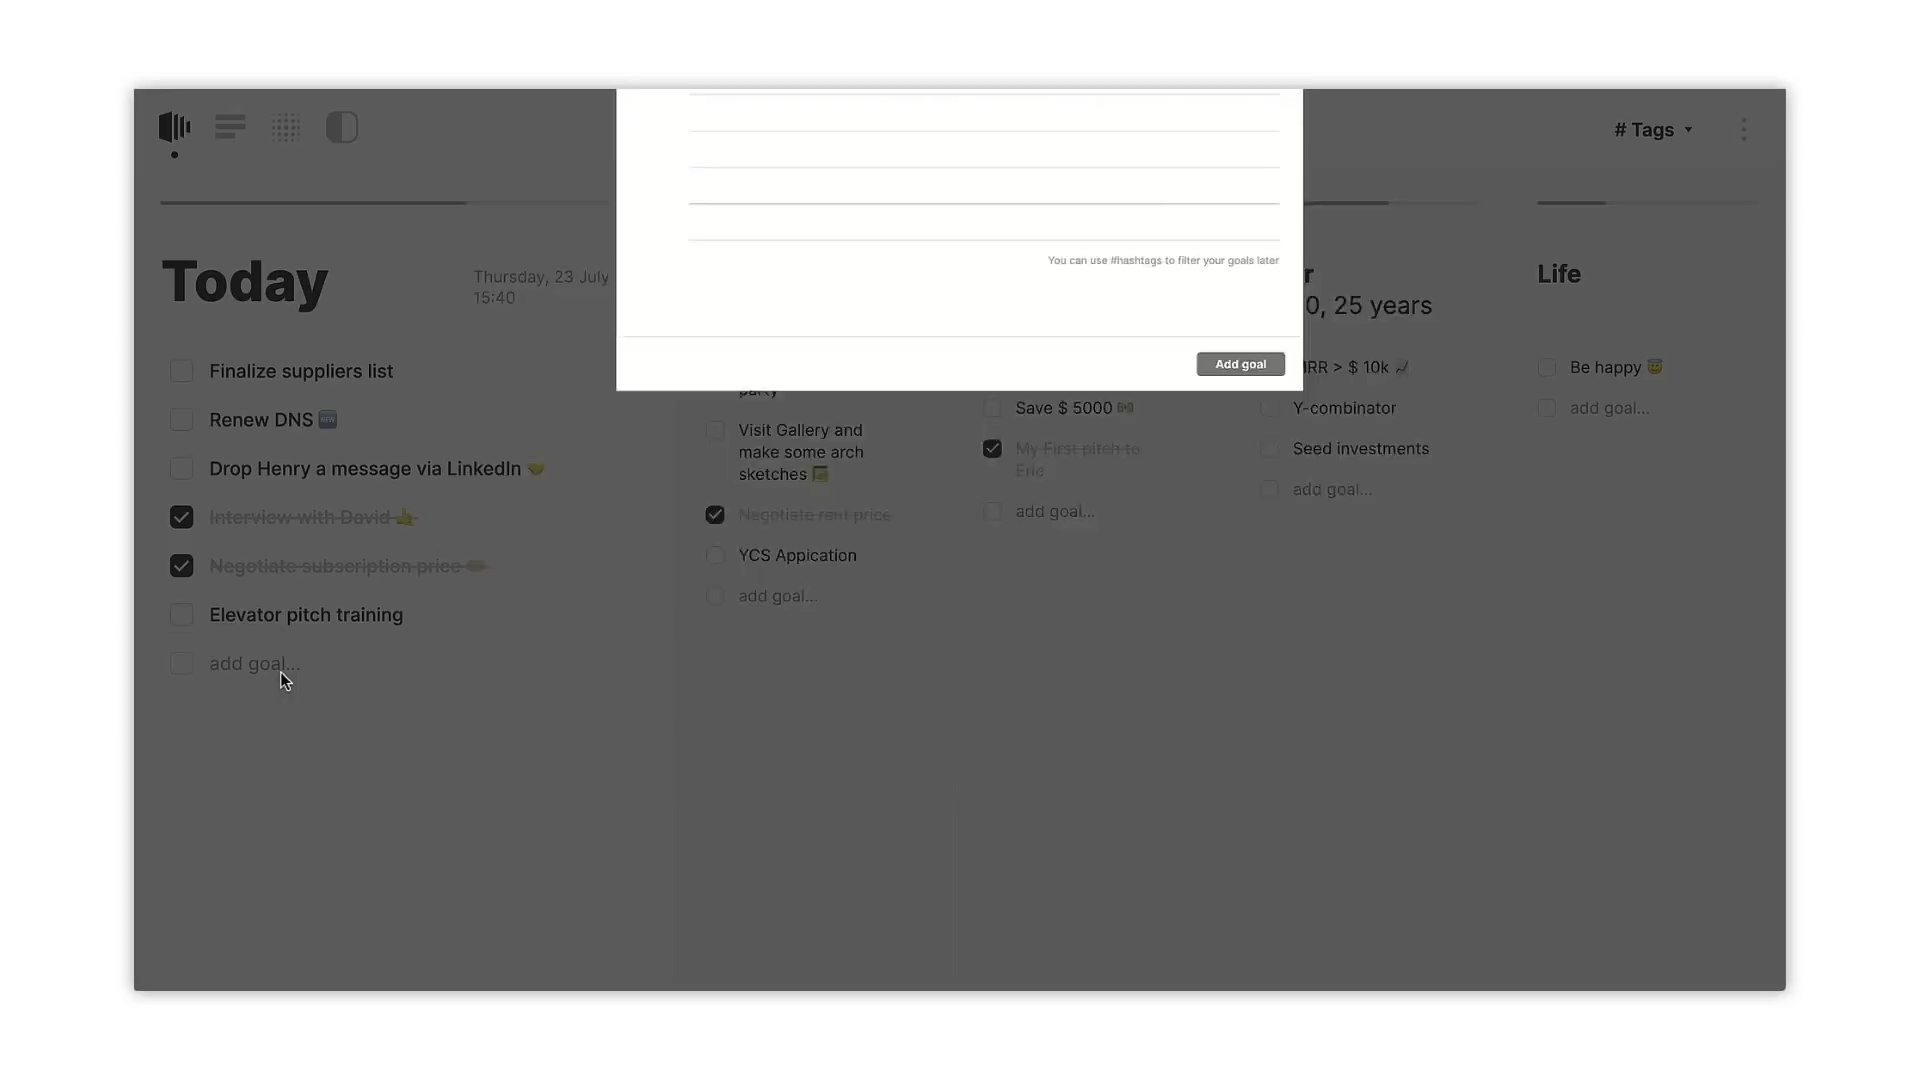 # Tags
Today
Thursday, 23 July
15:40
Finalize suppliers list
Renew DNS 🆕
Drop Henry a message via LinkedIn 🤝
Interview with David 🤙
Negotiate subscription price
Elevator pitch training
add goal...
You can use #hashtags to filter your goals later
Add goal
party
Visit Gallery and
make some arch
sketches 🖼️
Negotiate rent price
YCS Appication
add goal...
Save $ 5000 💵
My First pitch to
Eric
add goal...
r
0, 25 years
RR > $ 10k 📈
Y-combinator
Seed investments
add goal...
Life
Be happy 😇
add goal...